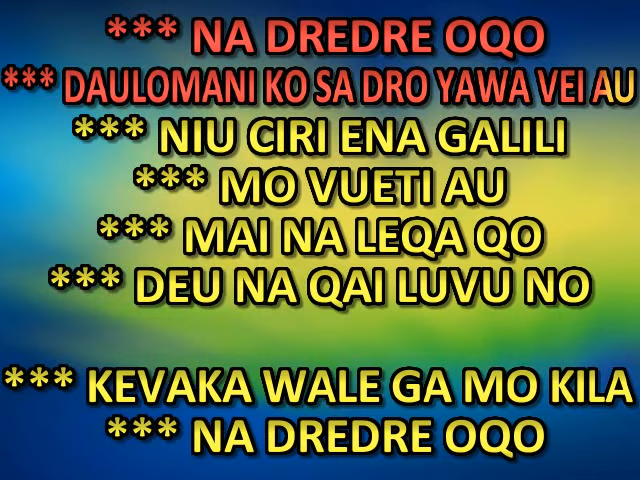 *** NA DREDRE OQO
*** DAULOMANI KO SA DRO YAWA VEI AU
*** NIU CIRI ENA GALILI
*** MO VUETI AU
*** MAI NA LEQA QO
*** DEU NA QAI LUVU NO
*** KEVAKA WALE GA MO KILA
*** NA DREDRE OQO